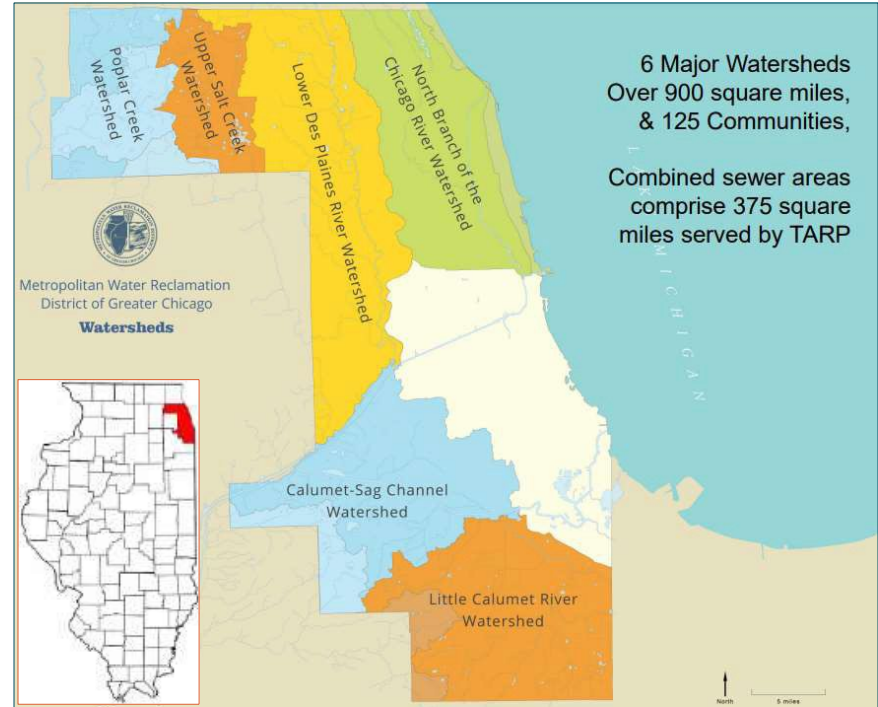 Poplar Creek
Watershed
Upper Salt Creek
Watershed
Lower Des Plaines River Watershed
North Branch of the
Chicago River Watershed
6 Major Watersheds
Over 900 square miles,
& 125 Communities,
Combined sewer areas
comprise 375 square
miles served by TARP
LAKE MICHIGAN
Metropolitan Water Reclamation
District of Greater Chicago
Watersheds
Calumet-Sag Channel
Watershed
Little Calumet River
Watershed
North
5 miles